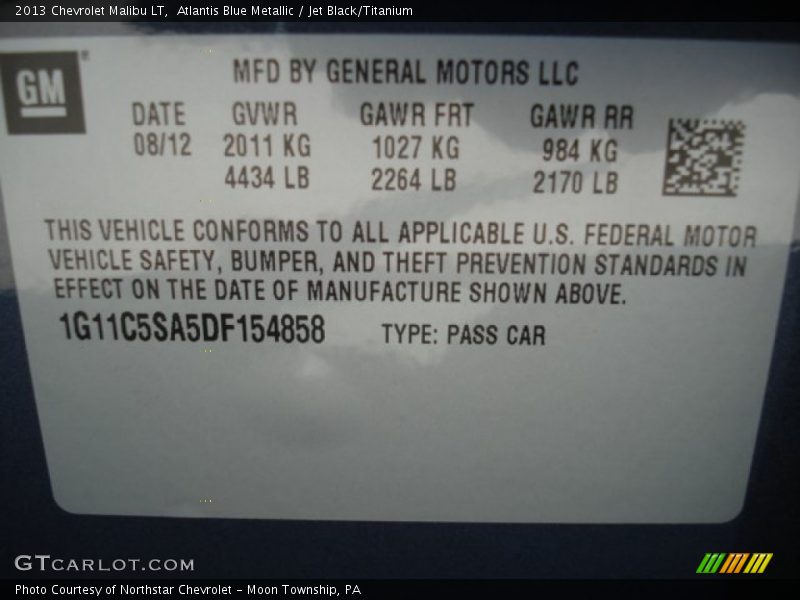 2013 Chevrolet Malibu LT,  Atlantis Blue Metallic / Jet Black/Titanium
GM®
MFD BY GENERAL MOTORS LLC
DATE GVWR GAWR FRT GAWR RR
08/12 2011 KG 1027 KG 984 KG
4434 LB 2264 LB 2170 LB
THIS VEHICLE CONFORMS TO ALL APPLICABLE U.S. FEDERAL MOTOR
VEHICLE SAFETY, BUMPER, AND THEFT PREVENTION STANDARDS IN
EFFECT ON THE DATE OF MANUFACTURE SHOWN ABOVE.
1G11C5SA5DF154858 TYPE: PASS CAR
GTCARLOT.COM
Photo Courtesy of Northstar Chevrolet - Moon Township, PA